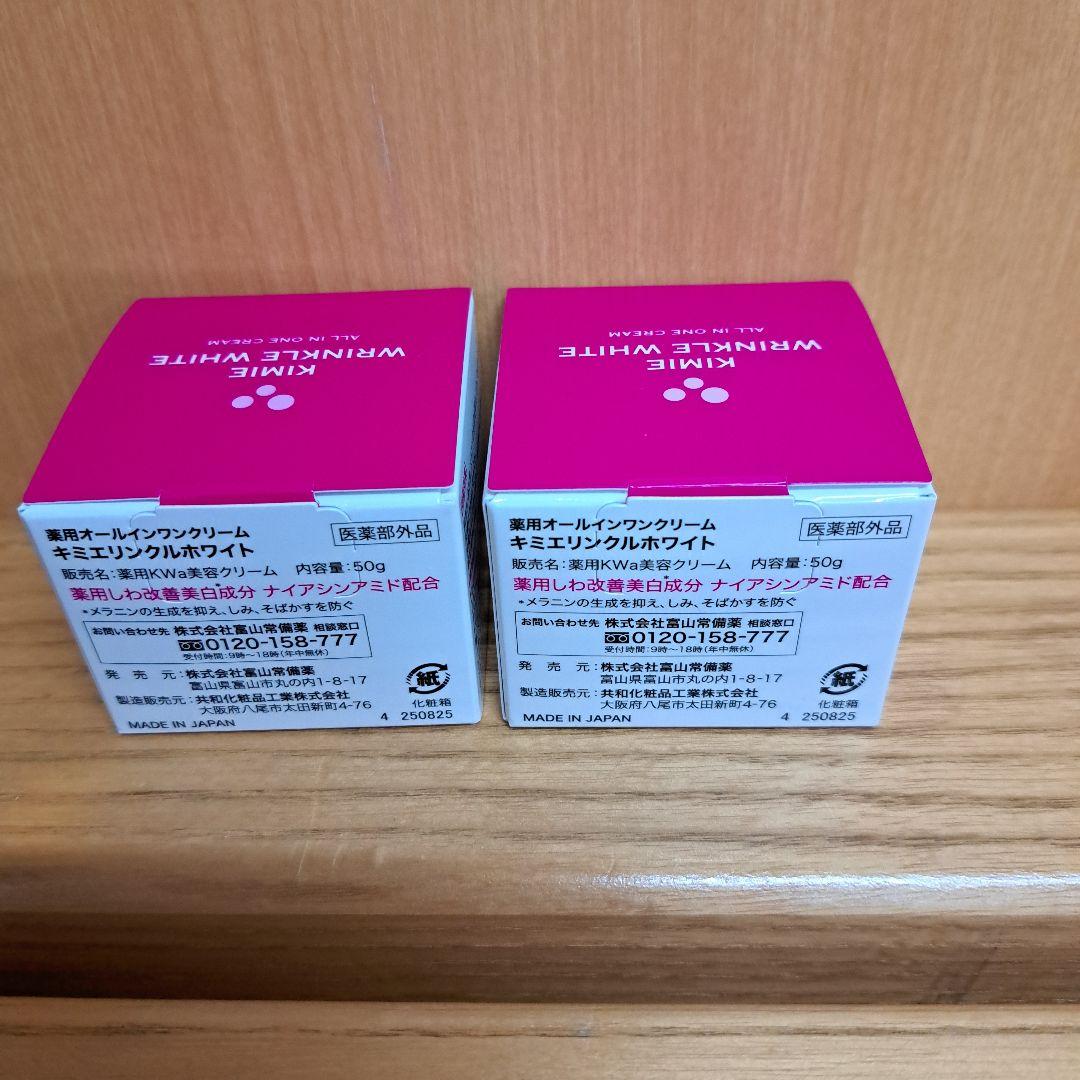 KIMIE
WRINKLE WHITE
ALL IN ONE CREAM
薬用オールインワンクリーム
キミエリンクルホワイト
医薬部外品
販売名:薬用KWa美容クリーム 内容量:50g
薬用しわ改善美白*成分 ナイアシンアミド配合
*メラニンの生成を抑え、しみ、そばかすを防ぐ
お問い合わせ先 株式会社富山常備薬 相談窓口
0120-158-777
受付時間:9時〜18時(年中無休)
発売元:株式会社富山常備薬
富山県富山市丸の内1-8-17
製造販売元:共和化粧品工業株式会社
大阪府八尾市太田新町4-76
紙
化粧箱
MADE IN JAPAN
4 250825
KIMIE
WRINKLE WHITE
ALL IN ONE CREAM
薬用オールインワンクリーム
キミエリンクルホワイト
医薬部外品
販売名:薬用KWa美容クリーム 内容量:50g
薬用しわ改善美白*成分 ナイアシンアミド配合
*メラニンの生成を抑え、しみ、そばかすを防ぐ
お問い合わせ先 株式会社富山常備薬 相談窓口
0120-158-777
受付時間:9時〜18時(年中無休)
発売元:株式会社富山常備薬
富山県富山市丸の内1-8-17
製造販売元:共和化粧品工業株式会社
大阪府八尾市太田新町4-76
紙
化粧箱
MADE IN JAPAN
4 250825